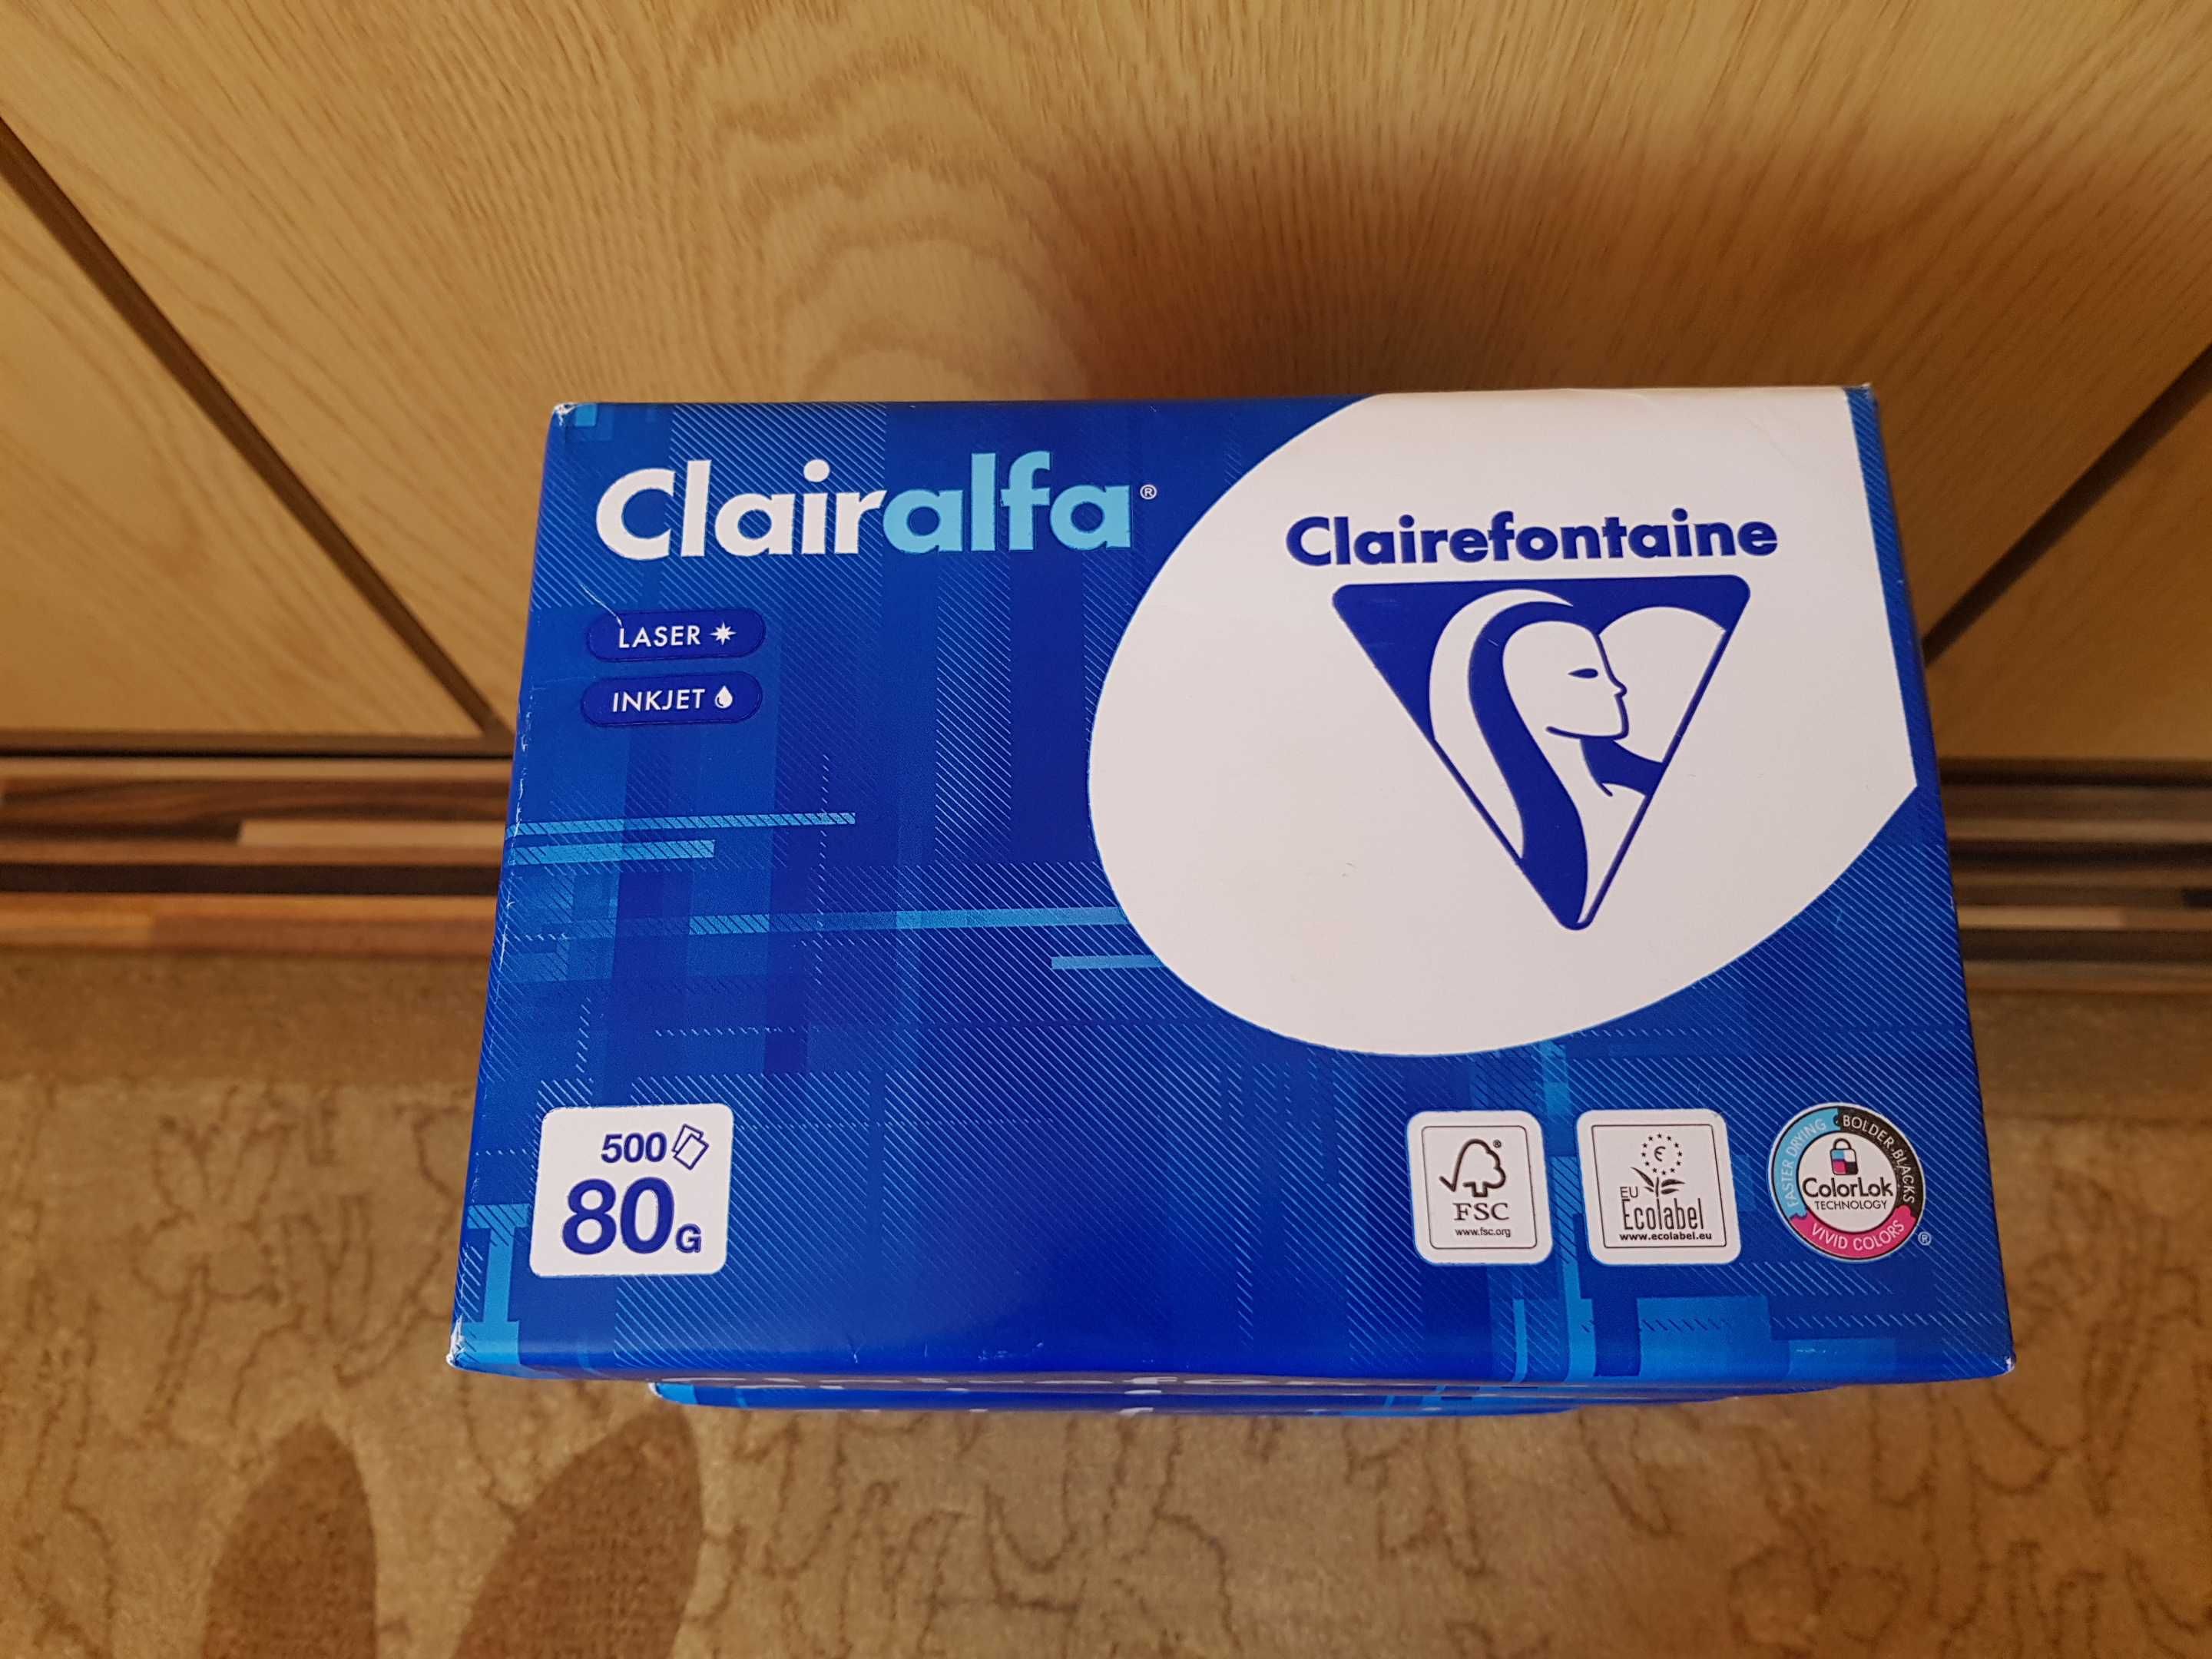 Clairalfa®
Clairefontaine
LASER
INKJET
500
80G
FSC
www.fsc.org
EU
Ecolabel
www.ecolabel.eu
FASTER DRYING • BOLDER BLACKS
ColorLok
TECHNOLOGY
VIVID COLORS
®